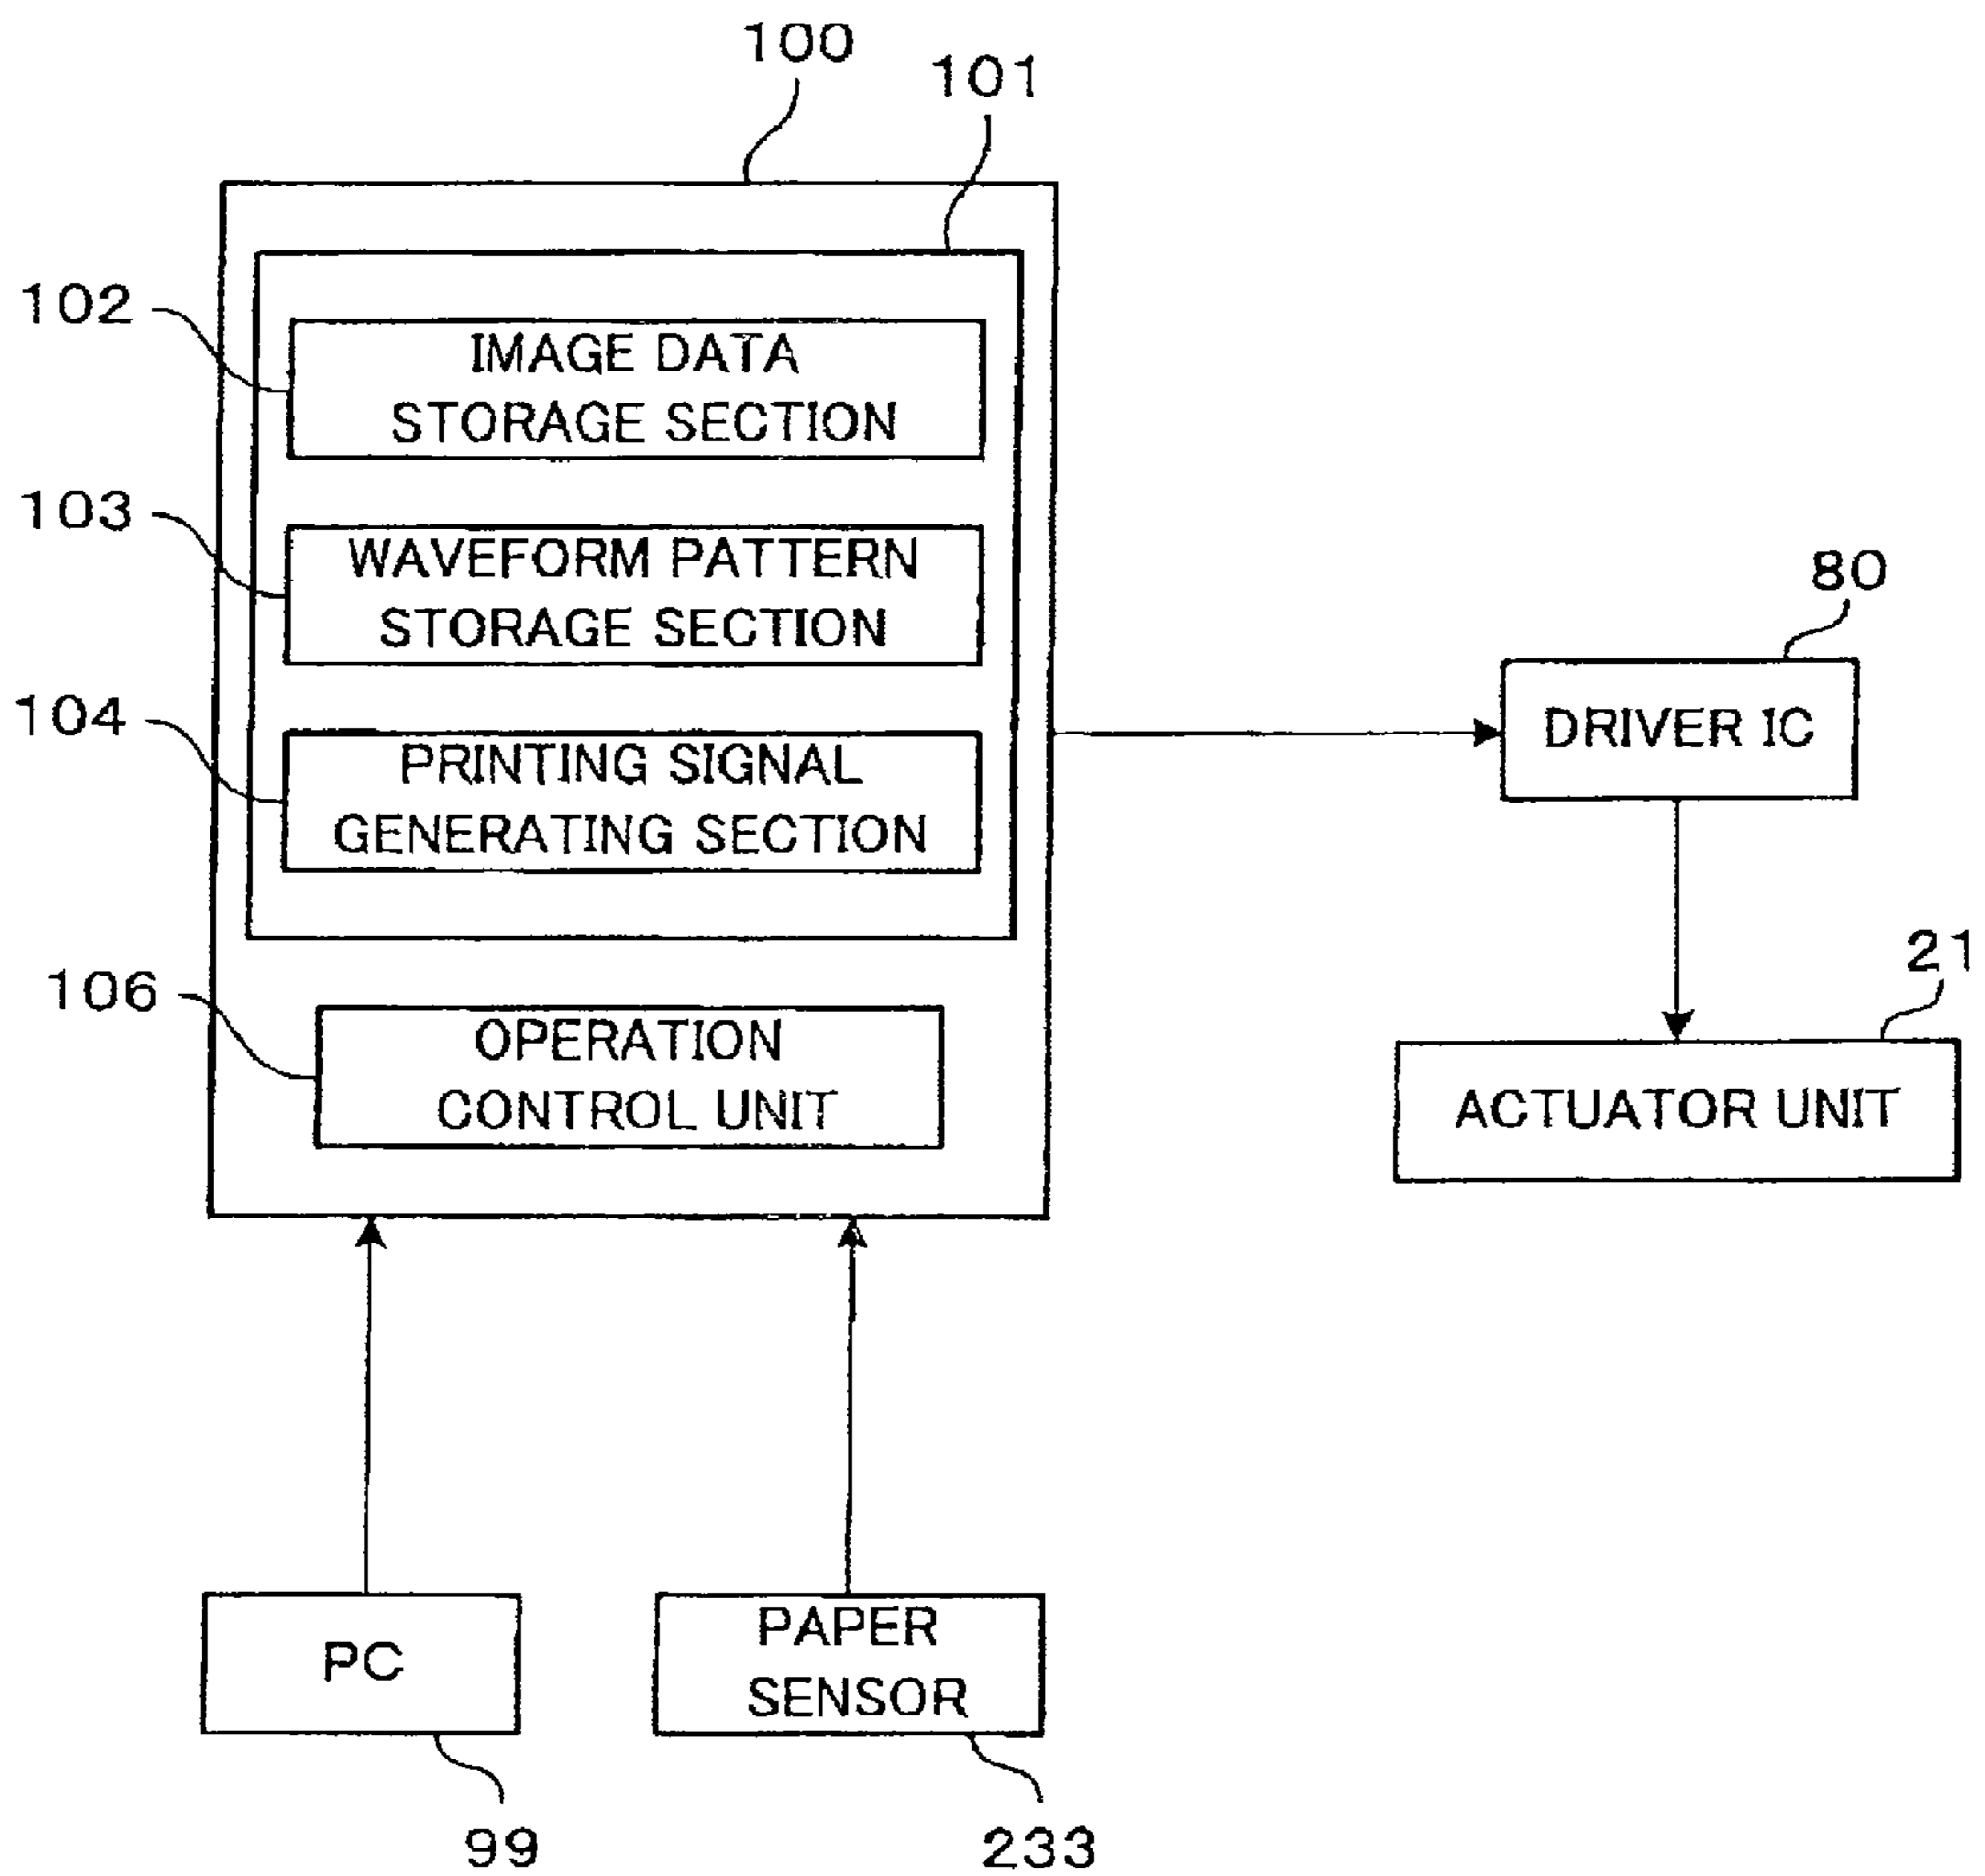 100
101
102
IMAGE DATA
STORAGE SECTION
103
WAVEFORM PATTERN
STORAGE SECTION
80
DRIVER IC
104
PRINTING SIGNAL
GENERATING SECTION
21
106
OPERATION
CONTROL UNIT
ACTUATOR UNIT
PC
PAPER
SENSOR
99
233